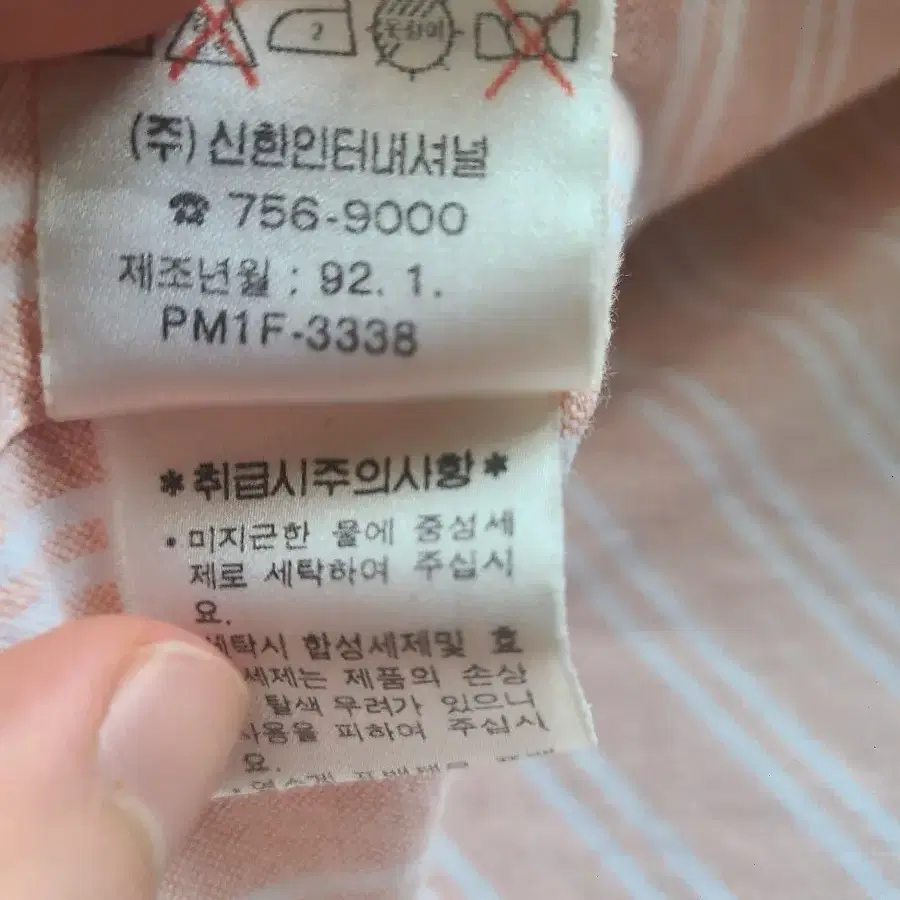 2
옷걸이
(주) 신한인터내셔널
☎ 756-9000
제조년월 : 92. 1.
PM1F-3338
*취급시주의사항*
• 미지근한 물에 중성세
제로 세탁하여 주십시
요.
세탁시 합성세제및 효
세제는 제품의 손상
탈색 우려가 있으니
사용을 피하여 주십시
요.